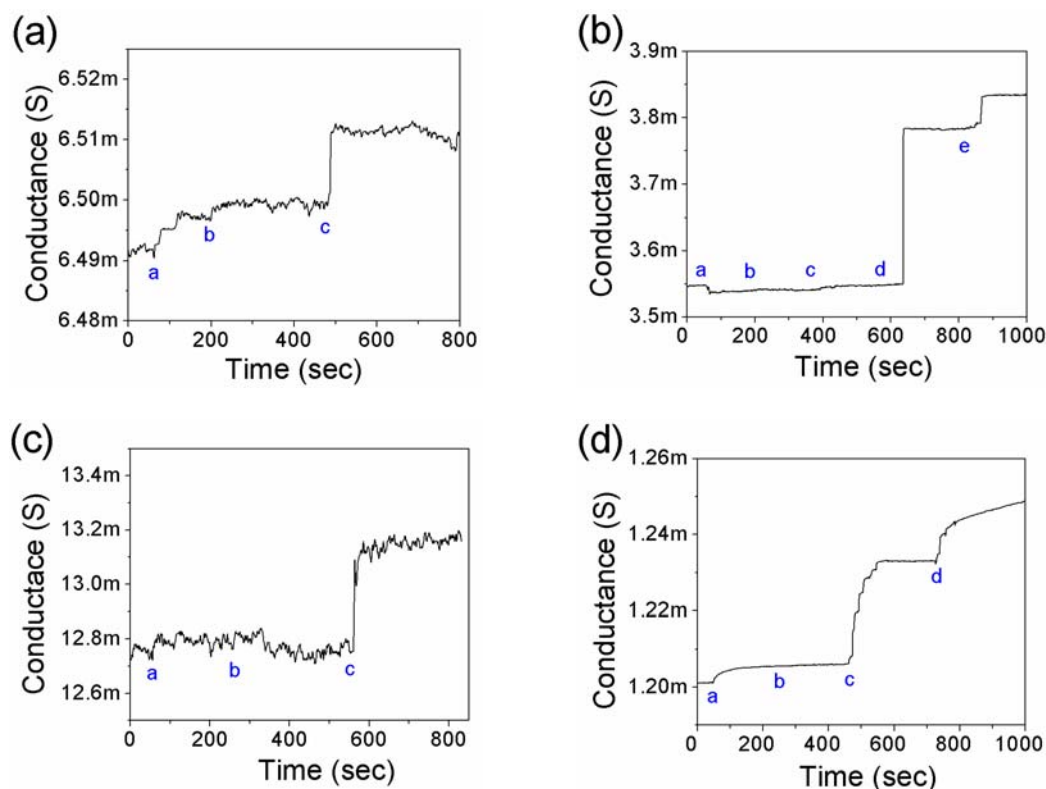 (a)
Conductance (S)
6.52m
6.51m
6.50m
6.49m
6.48m
a
b
c
0 200 400 600 800
Time (sec)
(b)
Conductance (S)
3.9m
3.8m
3.7m
3.6m
3.5m
a b c d e
0 200 400 600 800 1000
Time (sec)
(c)
Conductace (S)
13.4m
13.2m
13.0m
12.8m
12.6m
a b c
0 200 400 600 800
Time (sec)
(d)
Conductance (S)
1.26m
1.24m
1.22m
1.20m
a b c d
0 200 400 600 800 1000
Time (sec)